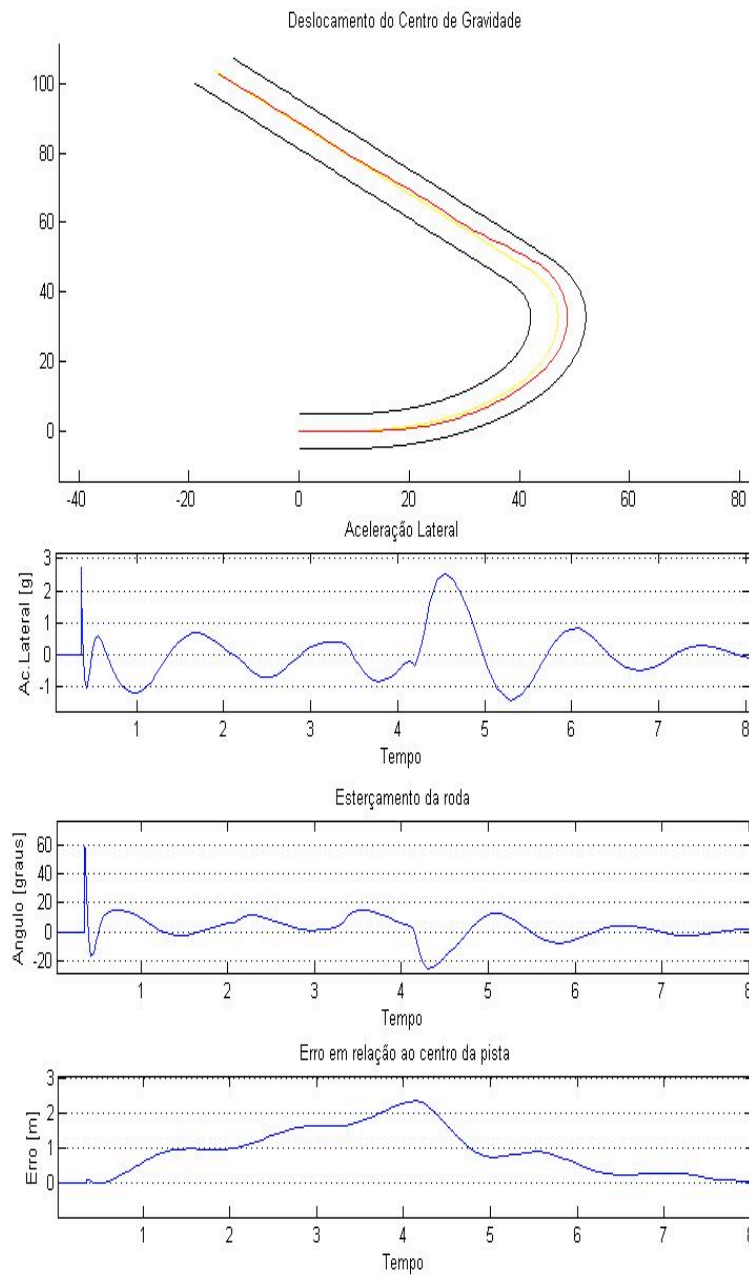 Deslocamento do Centro de Gravidade
100
80
60
40
20
0
-40 -20 0 20 40 60 80
Aceleração Lateral
3
2
1
0
-1
Ac.Lateral [g]
1 2 3 4 5 6 7 8
Tempo
Esterçamento da roda
60
40
20
0
-20
Angulo [graus]
1 2 3 4 5 6 7 8
Tempo
Erro em relação ao centro da pista
3
2
1
0
Erro [m]
1 2 3 4 5 6 7 8
Tempo